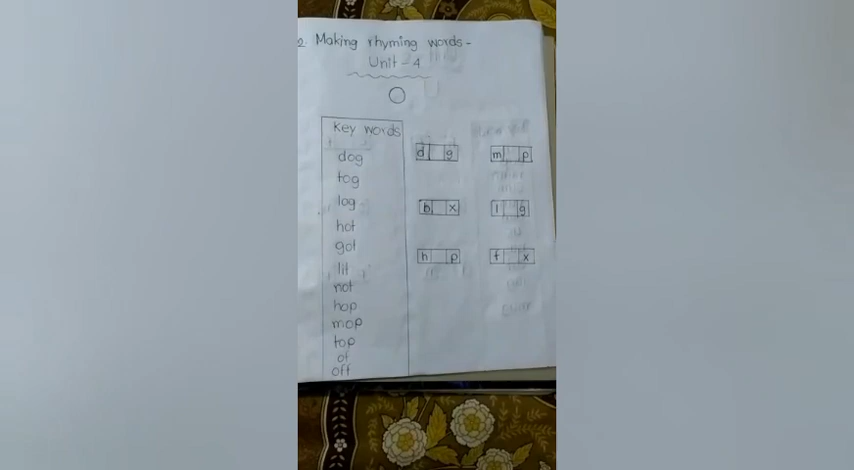 2. Making rhyming words-
Unit-4
O
Key words
dog
tog
log
hot
got
lit
not
hop
mop
top
of
off
d g
m p
b x
l g
h p
f x